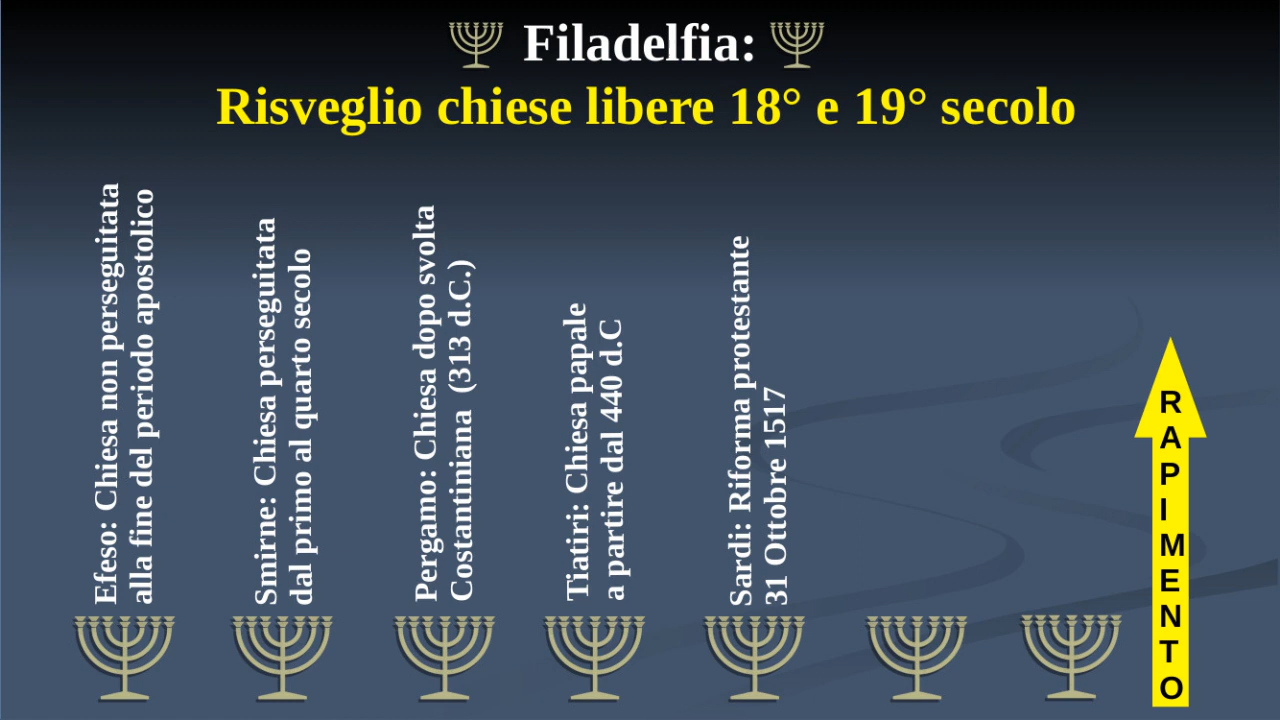 Filadelfia:
Risveglio chiese libere 18° e 19° secolo
Efeso: Chiesa non perseguitata
alla fine del periodo apostolico
Smirne: Chiesa perseguitata
dal primo al quarto secolo
Pergamo: Chiesa dopo svolta
Costantiniana (313 d.C.)
Tiatiri: Chiesa papale
a partire dal 440 d.C
Sardi: Riforma protestante
31 Ottobre 1517
RAPIMENTO